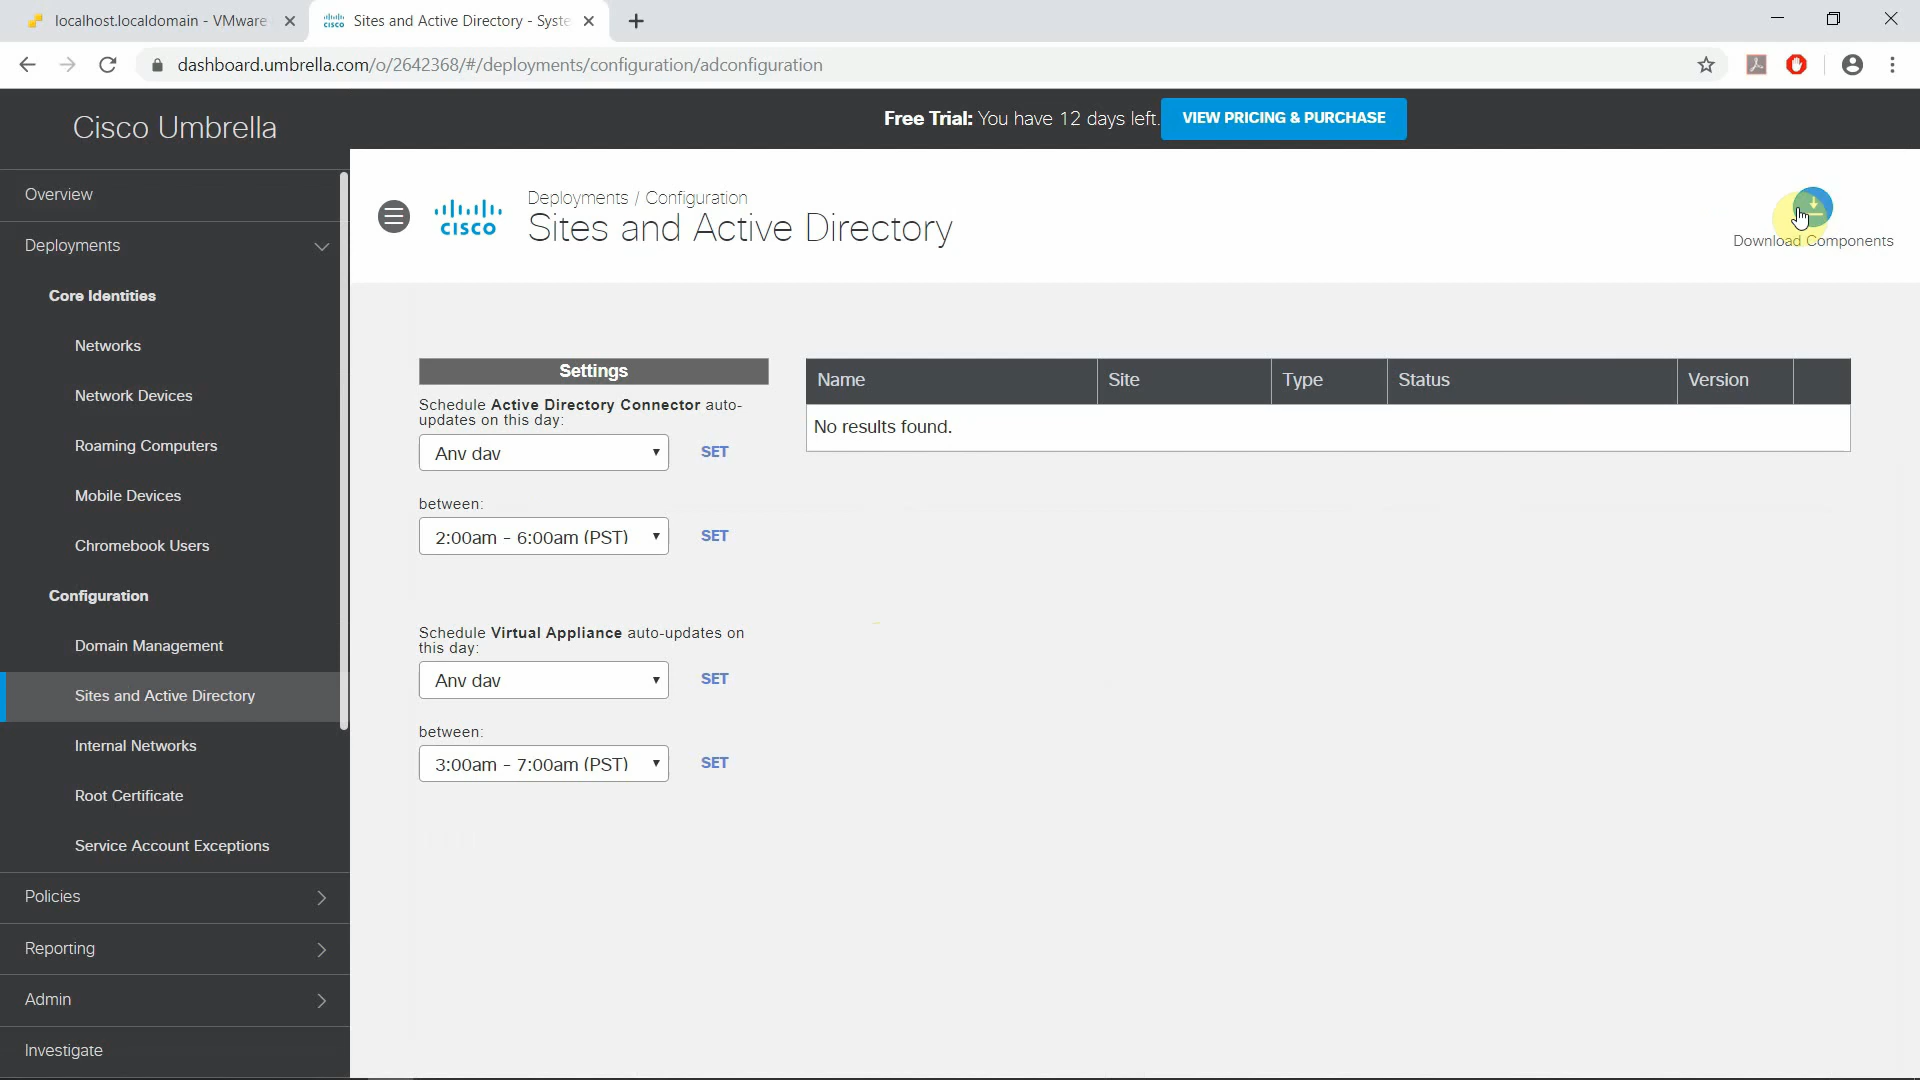 localhost.localdomain - VMware
Sites and Active Directory - Syste
dashboard.umbrella.com/o/2642368/#/deployments/configuration/adconfiguration
Cisco Umbrella
Free Trial: You have 12 days left.
VIEW PRICING & PURCHASE
Overview
Deployments
Core Identities
Networks
Network Devices
Roaming Computers
Mobile Devices
Chromebook Users
Configuration
Domain Management
Sites and Active Directory
Internal Networks
Root Certificate
Service Account Exceptions
Policies
Reporting
Admin
Investigate
cisco
Deployments / Configuration
Sites and Active Directory
Download Components
Settings
Schedule Active Directory Connector auto-
updates on this day:
Any day
SET
between:
2:00am - 6:00am (PST)
SET
Schedule Virtual Appliance auto-updates on
this day:
Any day
SET
between:
3:00am - 7:00am (PST)
SET
Name
Site
Type
Status
Version
No results found.